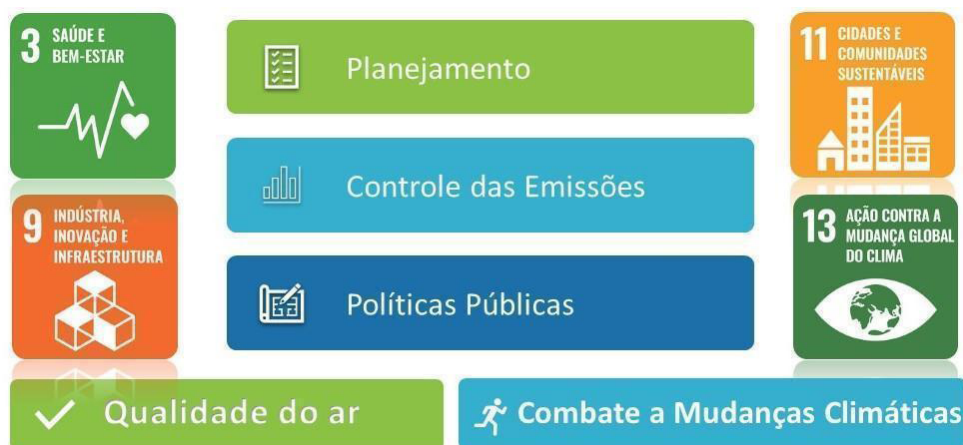 3 SAÚDE E
BEM-ESTAR
9 INDÚSTRIA,
INOVAÇÃO E
INFRAESTRUTURA
Planejamento
Controle das Emissões
Políticas Públicas
11 CIDADES E
COMUNIDADES
SUSTENTÁVEIS
13 AÇÃO CONTRA A
MUDANÇA GLOBAL
DO CLIMA
Qualidade do ar
Combate a Mudanças Climáticas